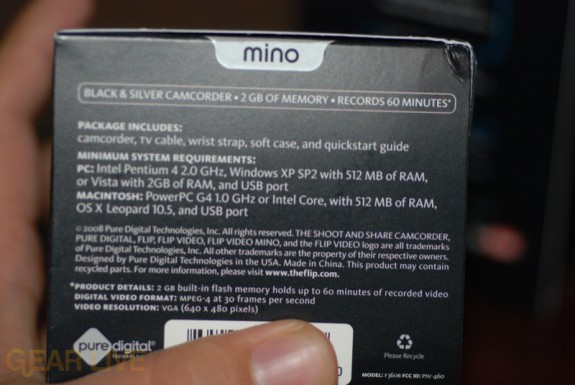 mino
BLACK & SILVER CAMCORDER • 2 GB OF MEMORY • RECORDS 60 MINUTES*
PACKAGE INCLUDES:
camcorder, TV cable, wrist strap, soft case, and quickstart guide
MINIMUM SYSTEM REQUIREMENTS:
PC: Intel Pentium 4 2.0 GHz, Windows XP SP2 with 512 MB of RAM,
or Vista with 2GB of RAM, and USB port
MACINTOSH: PowerPC G4 1.0 GHz or Intel Core, with 512 MB of RAM,
OS X Leopard 10.5, and USB port
©2008 Pure Digital Technologies, Inc. All rights reserved. THE SHOOT AND SHARE CAMCORDER,
PURE DIGITAL, FLIP, FLIP VIDEO, FLIP VIDEO MINO, and the FLIP VIDEO logo are all trademarks
of Pure Digital Technologies, Inc. All other trademarks are property of their respective owners.
Designed by Pure Digital Technologies in the USA. Made in China. This product may contain
recycled parts. For more information, please visit www.theflip.com.
*PRODUCT DETAILS: 2 GB built-in flash memory holds up to 60 minutes of recorded video
DIGITAL VIDEO FORMAT: MPEG-4 at 30 frames per second
VIDEO RESOLUTION: VGA (640 x 480 pixels)
pure digital
Please Recycle
GEAR LIVE